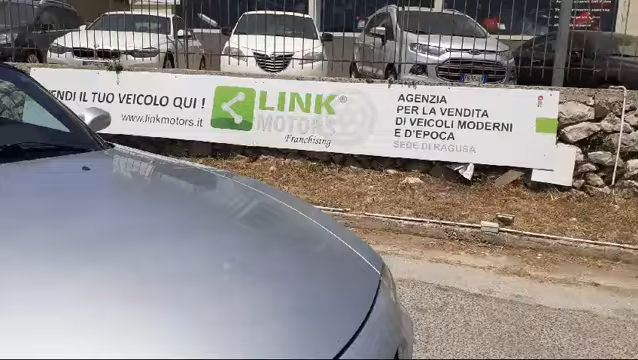 ENDI IL TUO VEICOLO QUI !
www.linkmotors.it
LINK®
MOTORS
Franchising
AGENZIA
PER LA VENDITA
DI VEICOLI MODERNI
E D'EPOCA
SEDE DI RAGUSA